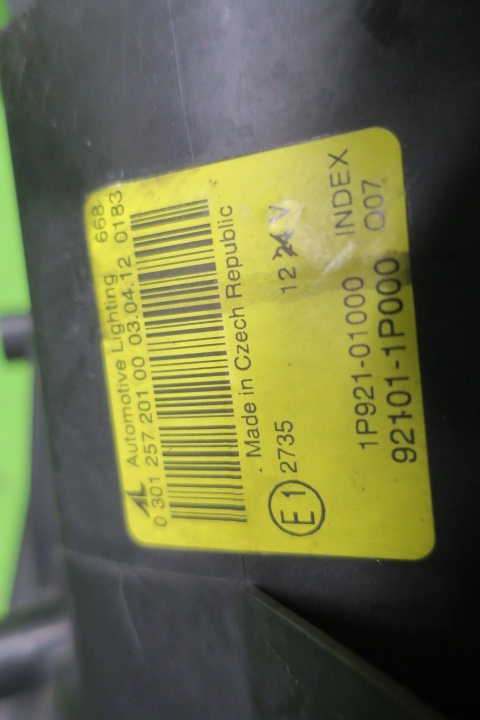 AL Automotive Lighting 668
0 301 257 201 00 03.04.12 0183
Made in Czech Republic
E1 2735 12 24 V
1P921-01000 INDEX
92101-1P000 Q07